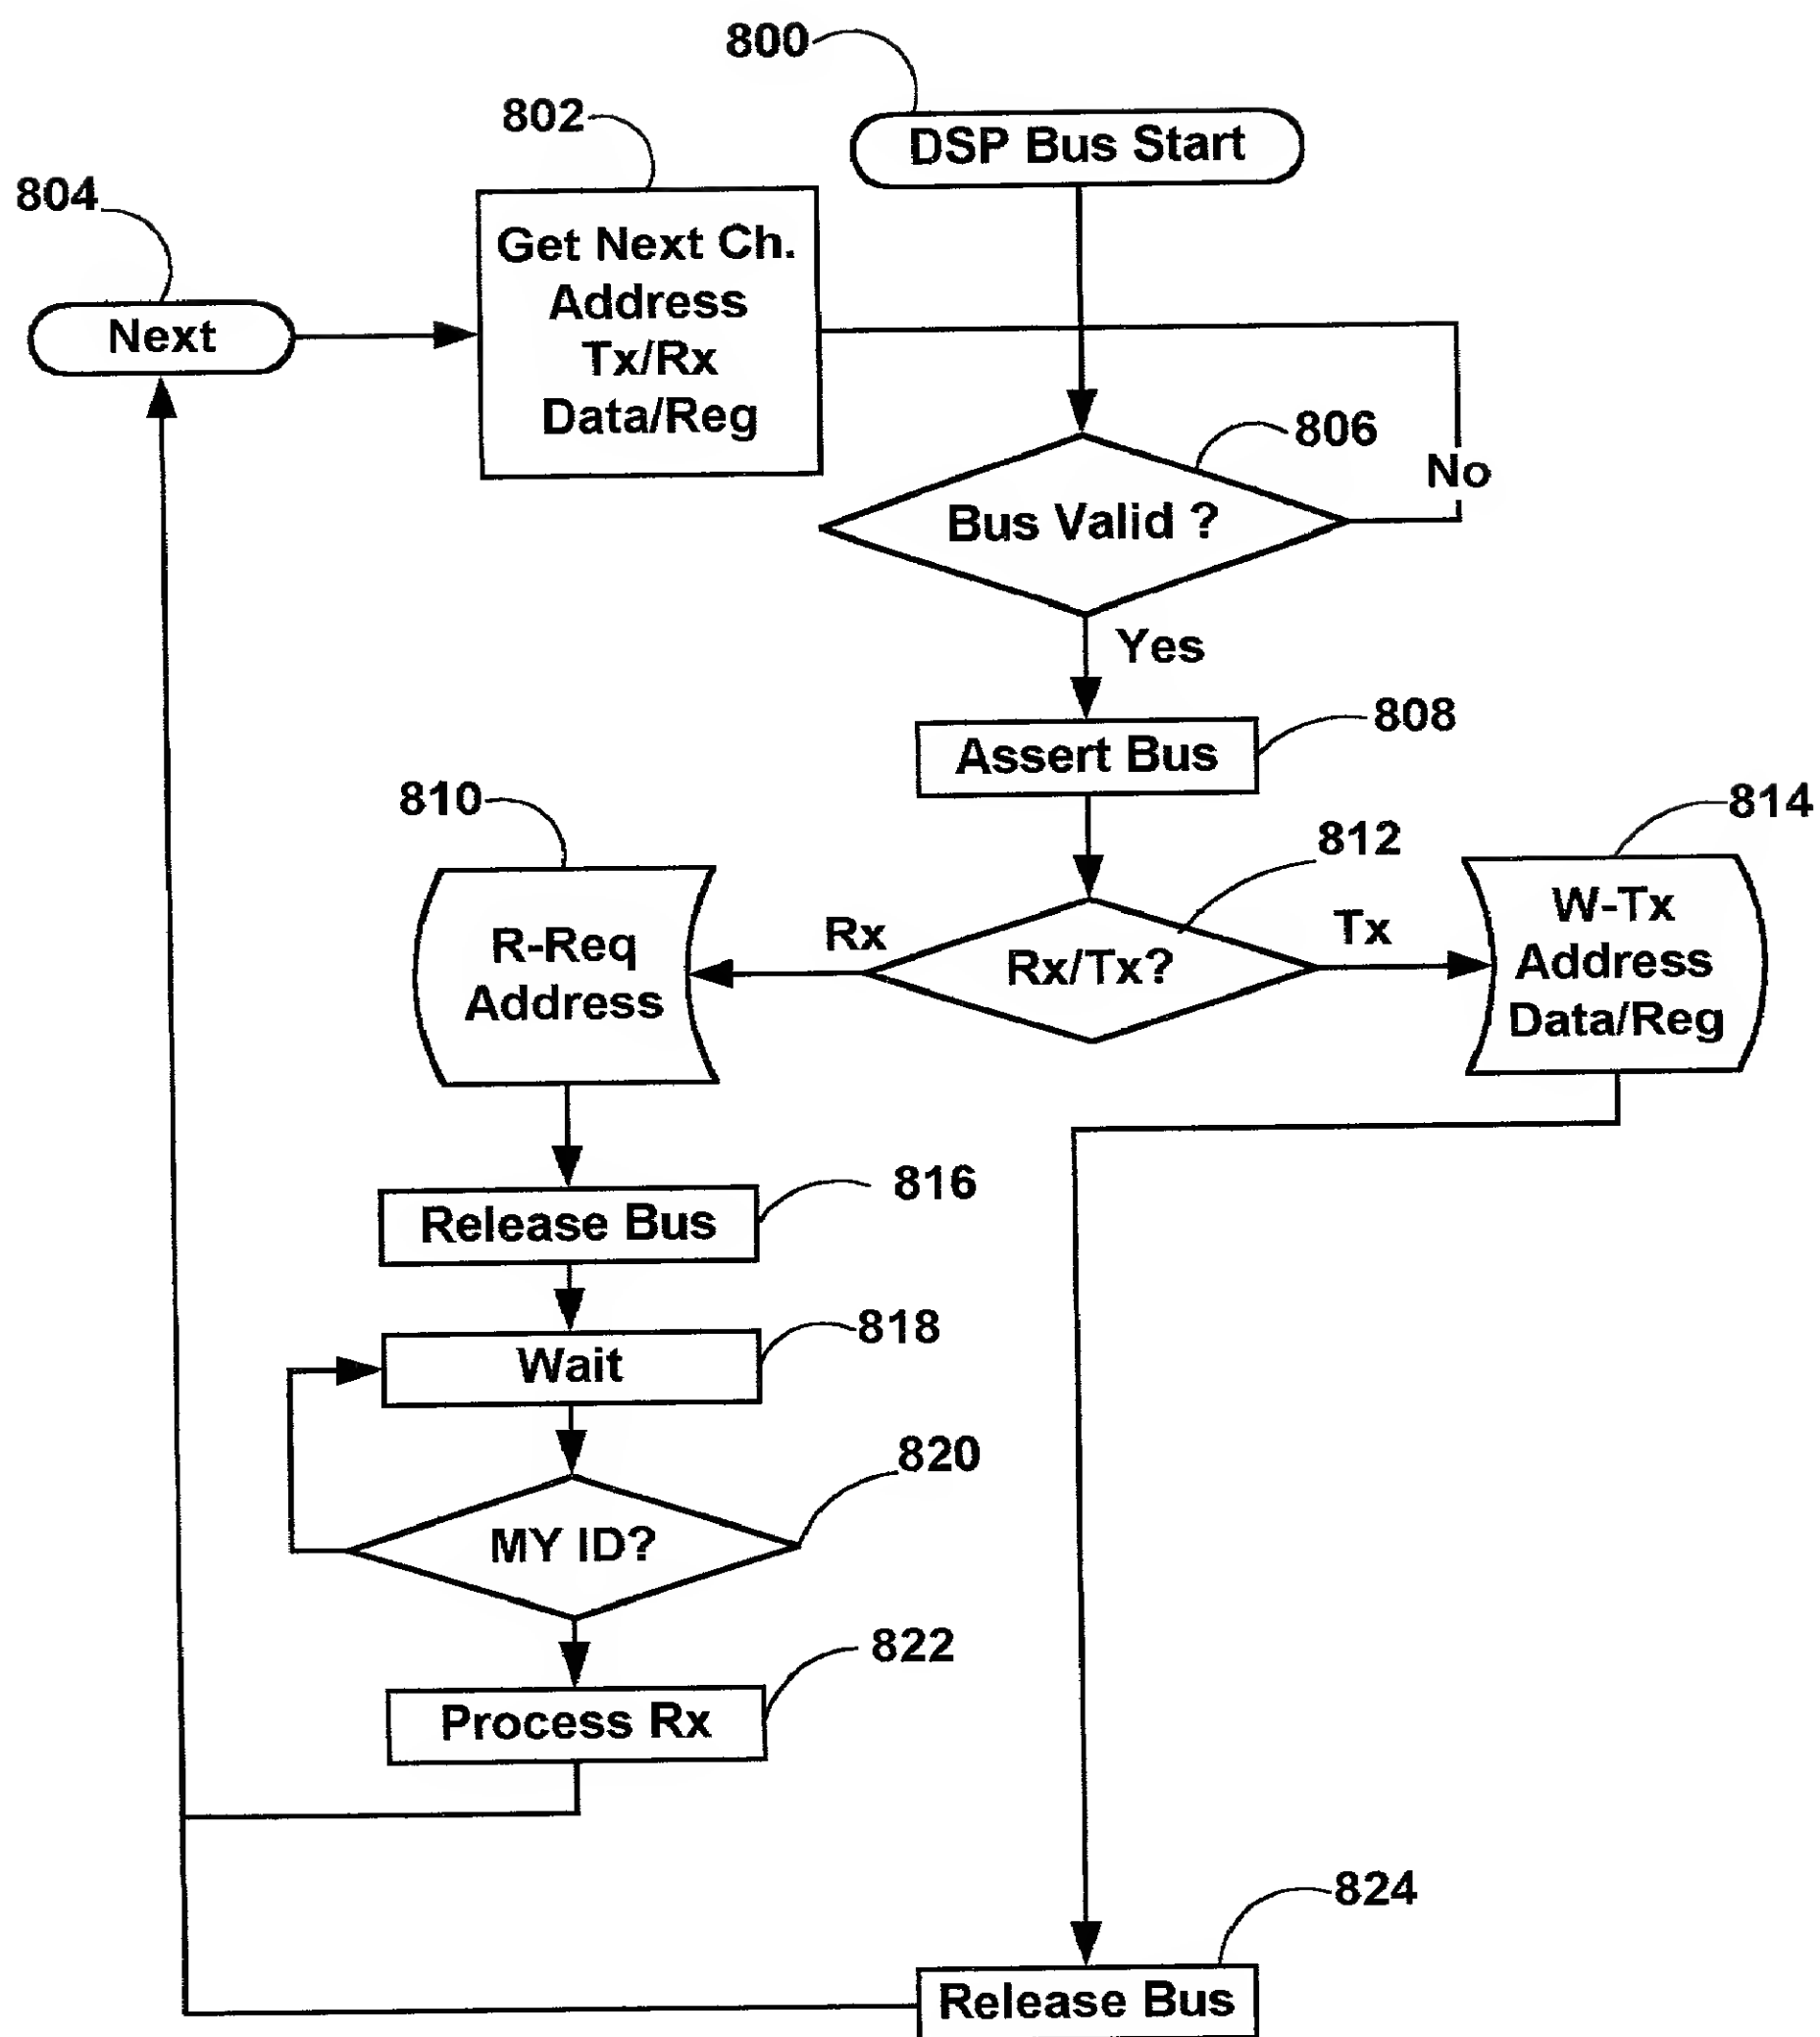 800
DSP Bus Start
802
804
Get Next Ch.
Address
Tx/Rx
Data/Reg
Next
806
No
Bus Valid ?
Yes
808
Assert Bus
810
812
814
Rx
Rx/Tx?
Tx
R-Req
Address
W-Tx
Address
Data/Reg
816
Release Bus
818
Wait
820
MY ID?
822
Process Rx
824
Release Bus